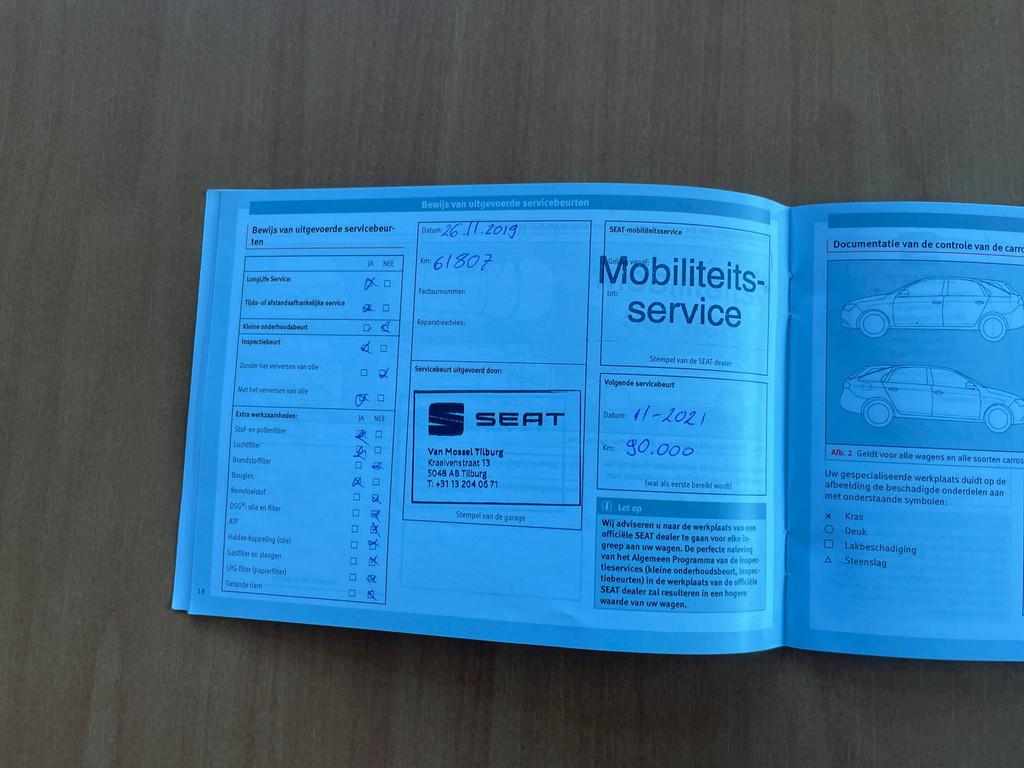 Bewijs van uitgevoerde servicebeurten
Bewijs van uitgevoerde servicebeur-
ten
JA NEE
LongLife Service:
Tijds- of afstandsafhankelijke service
Kleine onderhoudsbeurt
Inspectiebeurt
Zonder het verversen van olie
Met het verversen van olie
Extra werkzaamheden: JA NEE
Stof- en pollenfilter
Luchtfilter
Brandstoffilter
Bougies
Remvloeistof
DSG®: olie en filter
ATF
Haldex-koppeling (olie)
Gasfilter en slangen
LPG-filter (papierfilter)
Getande riem
18
Datum: 26.11.2019
Km: 61807
Factuurnummer:
Reparatieadvies:
Servicebeurt uitgevoerd door:
SEAT
Van Mossel Tilburg
Kraaivenstraat 13
5048 AB Tilburg
T: +31 13 204 06 71
Stempel van de garage
SEAT-mobiliteitsservice
Mobiliteits-
tot:
service
Stempel van de SEAT-dealer
Volgende servicebeurt
Datum: 11-2021
Km: 90.000
(wat als eerste bereikt wordt)
i Let op
Wij adviseren u naar de werkplaats van een
officiële SEAT dealer te gaan voor elke in-
greep aan uw wagen. De perfecte naleving
van het Algemeen Programma van de Inspec-
tieservices (kleine onderhoudsbeurt, inspec-
tiebeurten) in de werkplaats van de officiële
SEAT dealer zal resulteren in een hogere
waarde van uw wagen.
Documentatie van de controle van de carro
Afb. 2 Geldt voor alle wagens en alle soorten carros
Uw gespecialiseerde werkplaats duidt op de
afbeelding de beschadigde onderdelen aan
met onderstaande symbolen:
× Kras
○ Deuk
□ Lakbeschadiging
△ Steenslag